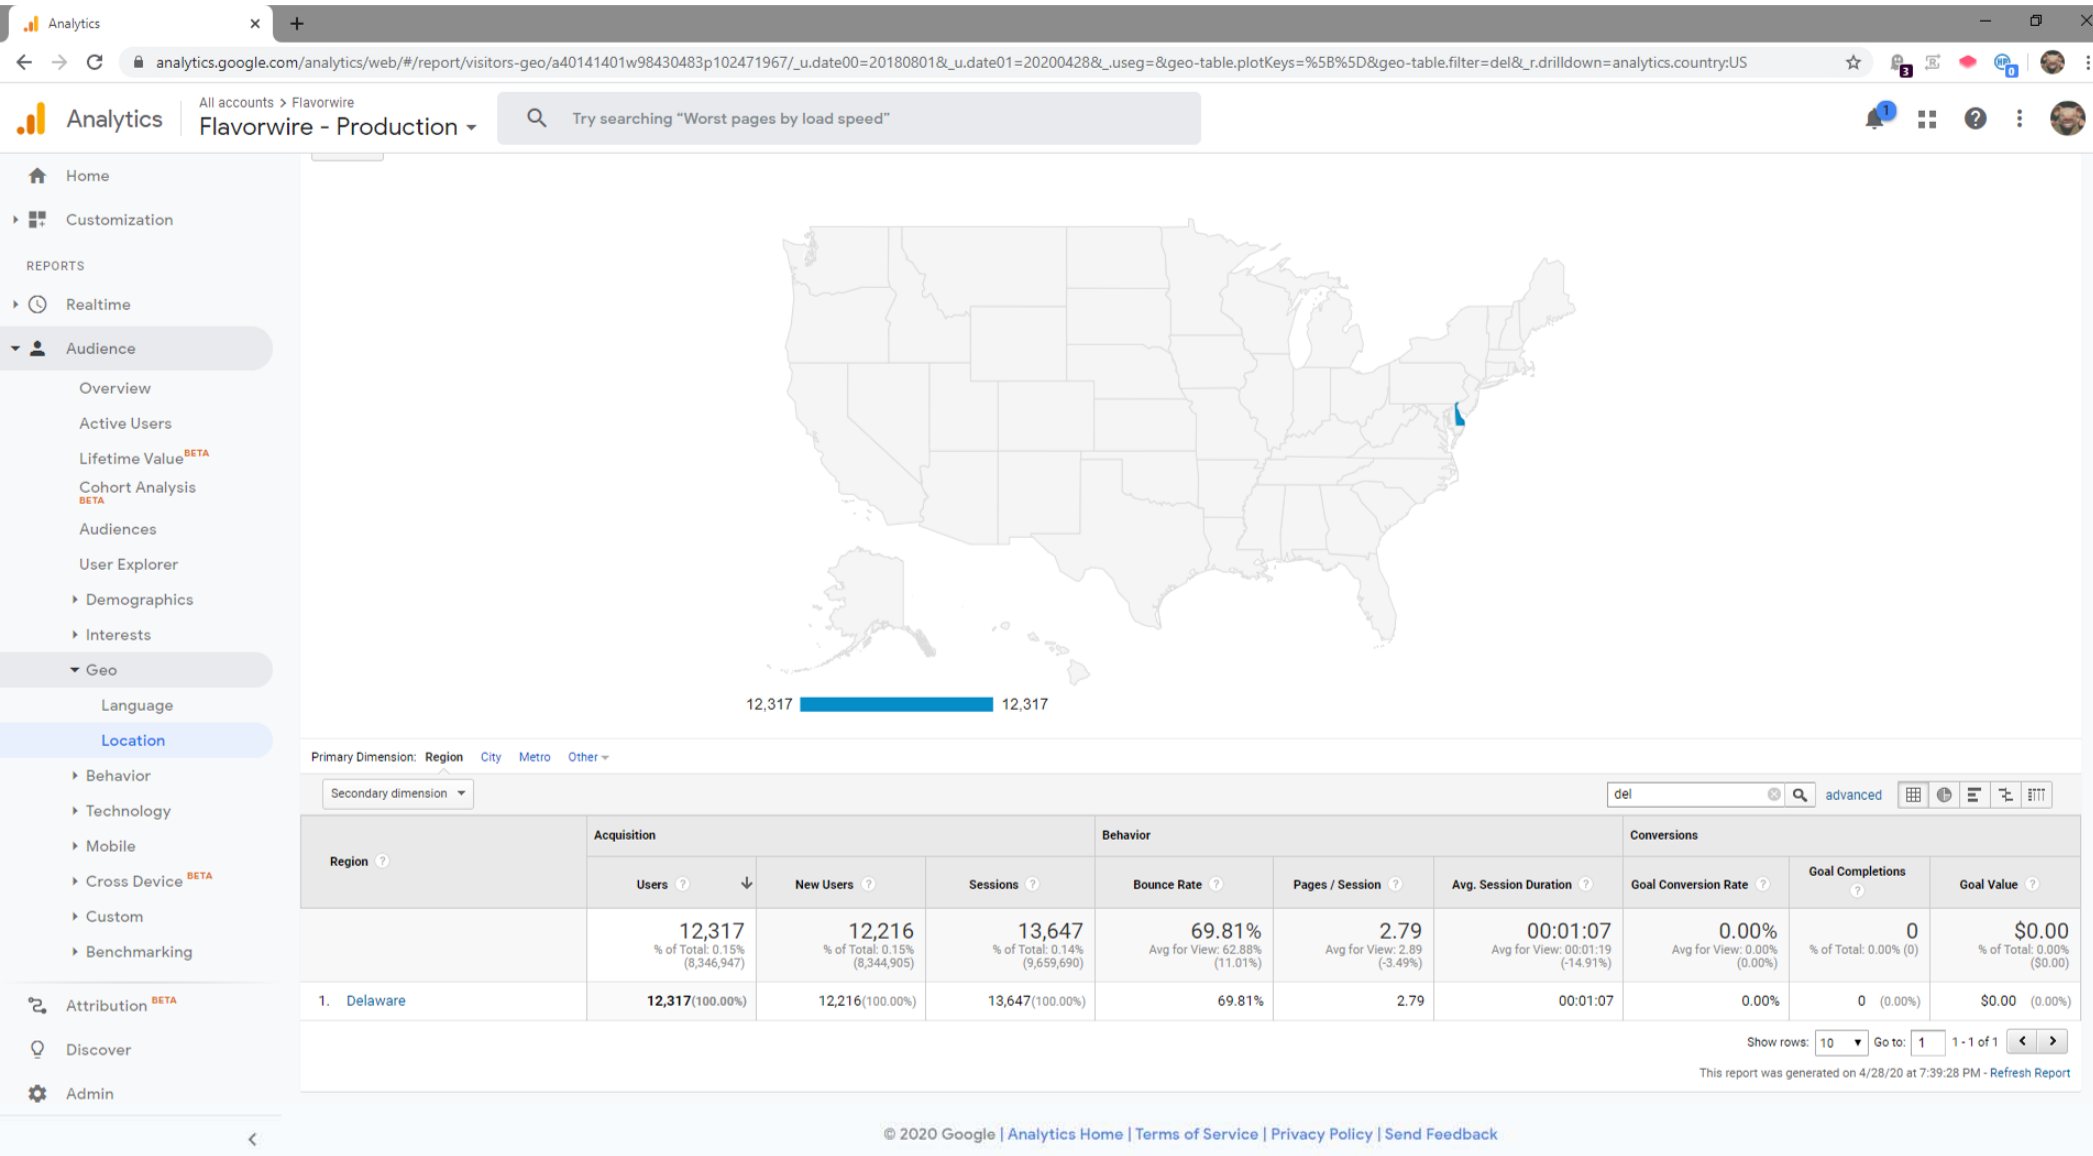 Analytics
analytics.google.com/analytics/web/#/report/visitors-geo/a40141401w98430483p102471967/_u.date00=20180801&_u.date01=20200428&_.useg=&geo-table.plotKeys=%5B%5D&geo-table.filter=del&_r.drilldown=analytics.country:US
3
0
Analytics
All accounts > Flavorwire
Flavorwire - Production
Try searching “Worst pages by load speed”
1
Home
Customization
REPORTS
Realtime
Audience
Overview
Active Users
Lifetime Value BETA
Cohort Analysis
BETA
Audiences
User Explorer
Demographics
Interests
Geo
Language
Location
Behavior
Technology
Mobile
Cross Device BETA
Custom
Benchmarking
Attribution BETA
Discover
Admin
12,317 12,317
Primary Dimension: Region City Metro Other
Secondary dimension
del
advanced
Region ?
Acquisition Behavior Conversions
Users ? New Users ? Sessions ? Bounce Rate ? Pages / Session ? Avg. Session Duration ? Goal Conversion Rate ? Goal Completions ? Goal Value ?
12,317 12,216 13,647 69.81% 2.79 00:01:07 0.00% 0 $0.00
% of Total: 0.15% % of Total: 0.15% % of Total: 0.14% Avg for View: 62.88% Avg for View: 2.89 Avg for View: 00:01:19 Avg for View: 0.00% % of Total: 0.00% (0) % of Total: 0.00%
(8,346,947) (8,344,905) (9,659,690) (11.01%) (-3.49%) (-14.91%) (0.00%) ($0.00)
1. Delaware 12,317(100.00%) 12,216(100.00%) 13,647(100.00%) 69.81% 2.79 00:01:07 0.00% 0 (0.00%) $0.00 (0.00%)
Show rows: 10 Go to: 1 1 - 1 of 1
This report was generated on 4/28/20 at 7:39:28 PM - Refresh Report
© 2020 Google | Analytics Home | Terms of Service | Privacy Policy | Send Feedback